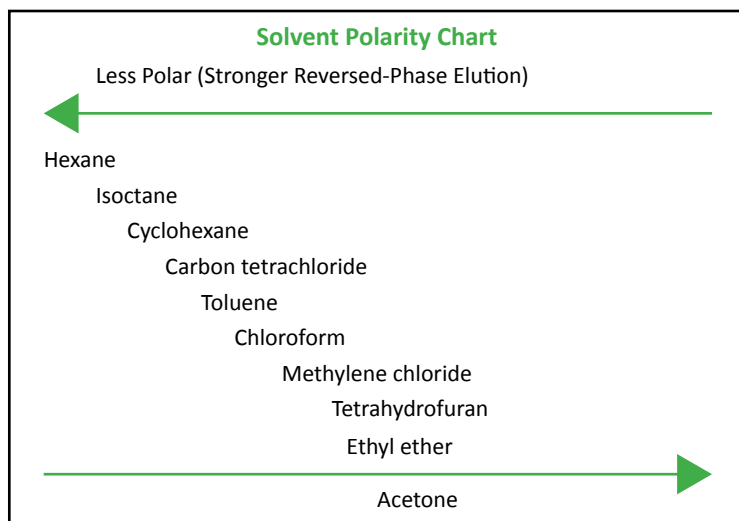 Solvent Polarity Chart
Less Polar (Stronger Reversed-Phase Elution)
Hexane
Isoctane
Cyclohexane
Carbon tetrachloride
Toluene
Chloroform
Methylene chloride
Tetrahydrofuran
Ethyl ether
Acetone